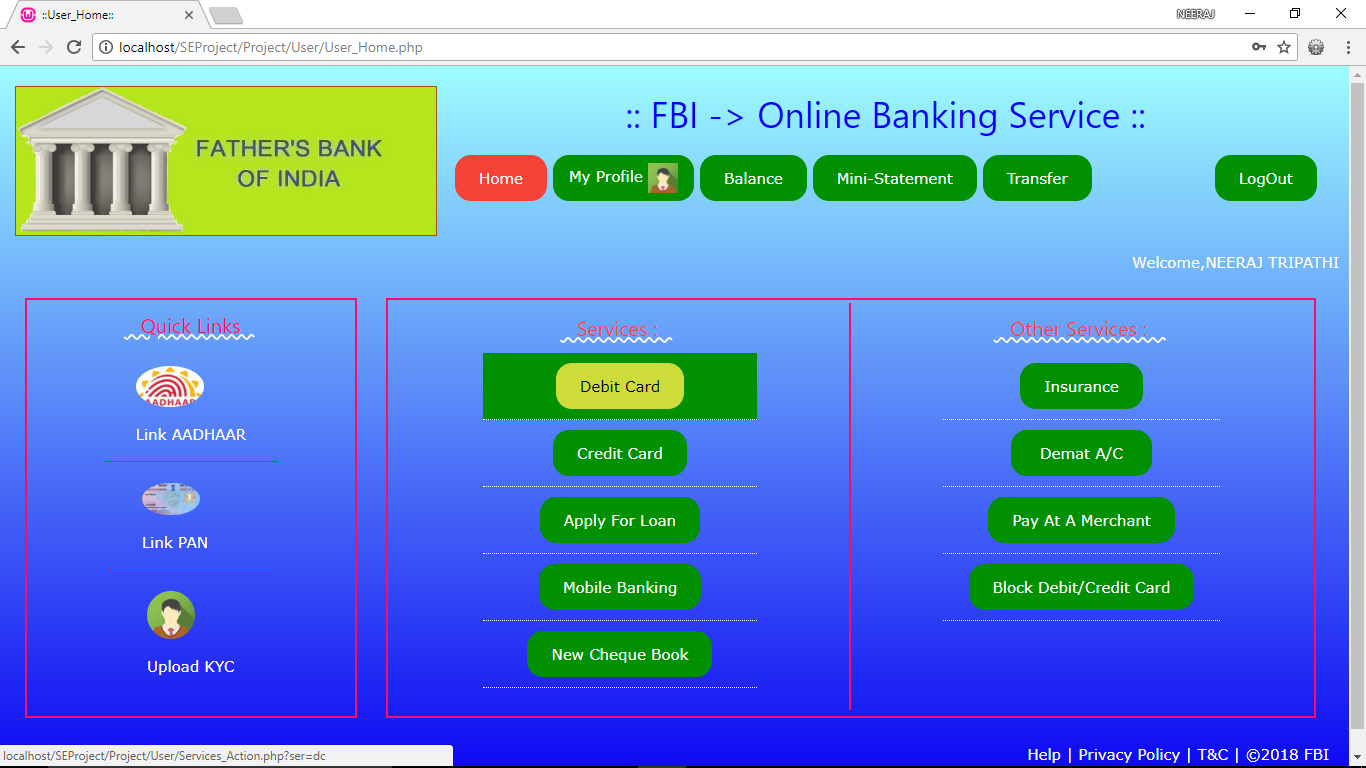 ::User_Home::
NEERAJ
localhost/SEProject/Project/User/User_Home.php
FATHER'S BANK
OF INDIA
:: FBI -> Online Banking Service ::
Home
My Profile
Balance
Mini-Statement
Transfer
LogOut
Welcome,NEERAJ TRIPATHI
Quick Links
AADHAAR
Link AADHAAR
Link PAN
Upload KYC
Services :
Debit Card
Credit Card
Apply For Loan
Mobile Banking
New Cheque Book
Other Services :
Insurance
Demat A/C
Pay At A Merchant
Block Debit/Credit Card
localhost/SEProject/Project/User/Services_Action.php?ser=dc
Help | Privacy Policy | T&C | ©2018 FBI